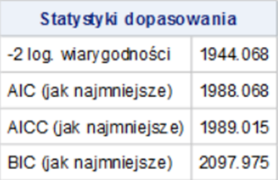 Statystyki dopasowania
-2 log. wiarygodności 1944.068
AIC (jak najmniejsze) 1988.068
AICC (jak najmniejsze) 1989.015
BIC (jak najmniejsze) 2097.975